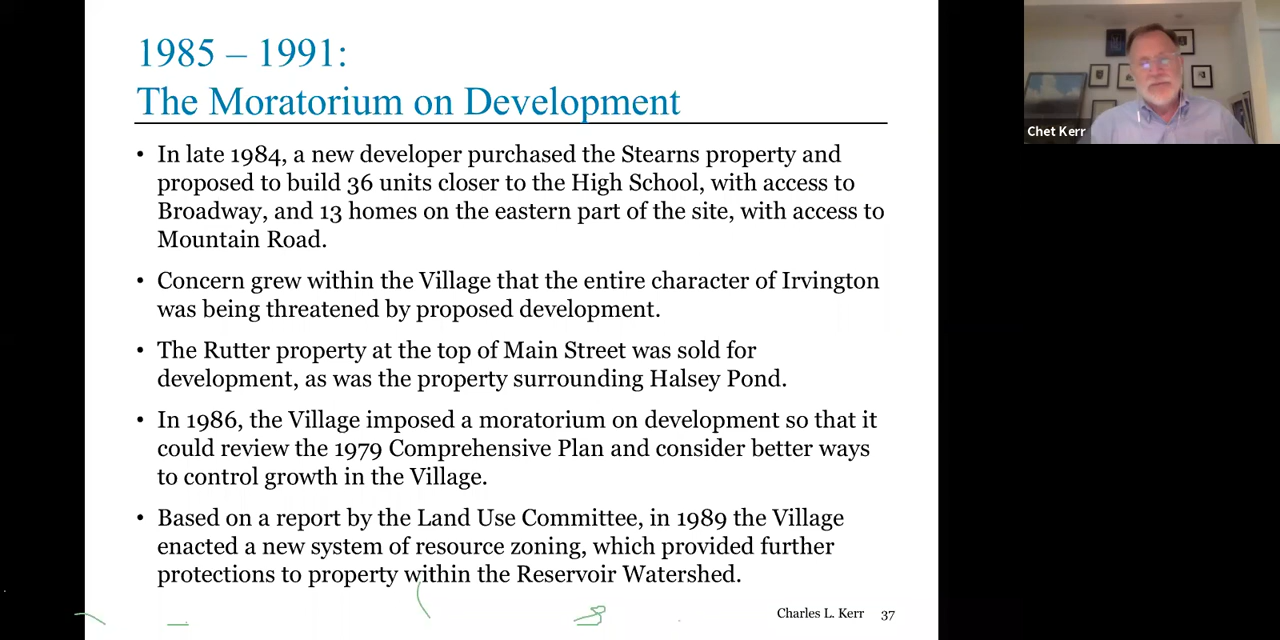 1985 – 1991:
The Moratorium on Development
• In late 1984, a new developer purchased the Stearns property and
proposed to build 36 units closer to the High School, with access to
Broadway, and 13 homes on the eastern part of the site, with access to
Mountain Road.
• Concern grew within the Village that the entire character of Irvington
was being threatened by proposed development.
• The Rutter property at the top of Main Street was sold for
development, as was the property surrounding Halsey Pond.
• In 1986, the Village imposed a moratorium on development so that it
could review the 1979 Comprehensive Plan and consider better ways
to control growth in the Village.
• Based on a report by the Land Use Committee, in 1989 the Village
enacted a new system of resource zoning, which provided further
protections to property within the Reservoir Watershed.
Charles L. Kerr 37
Chet Kerr